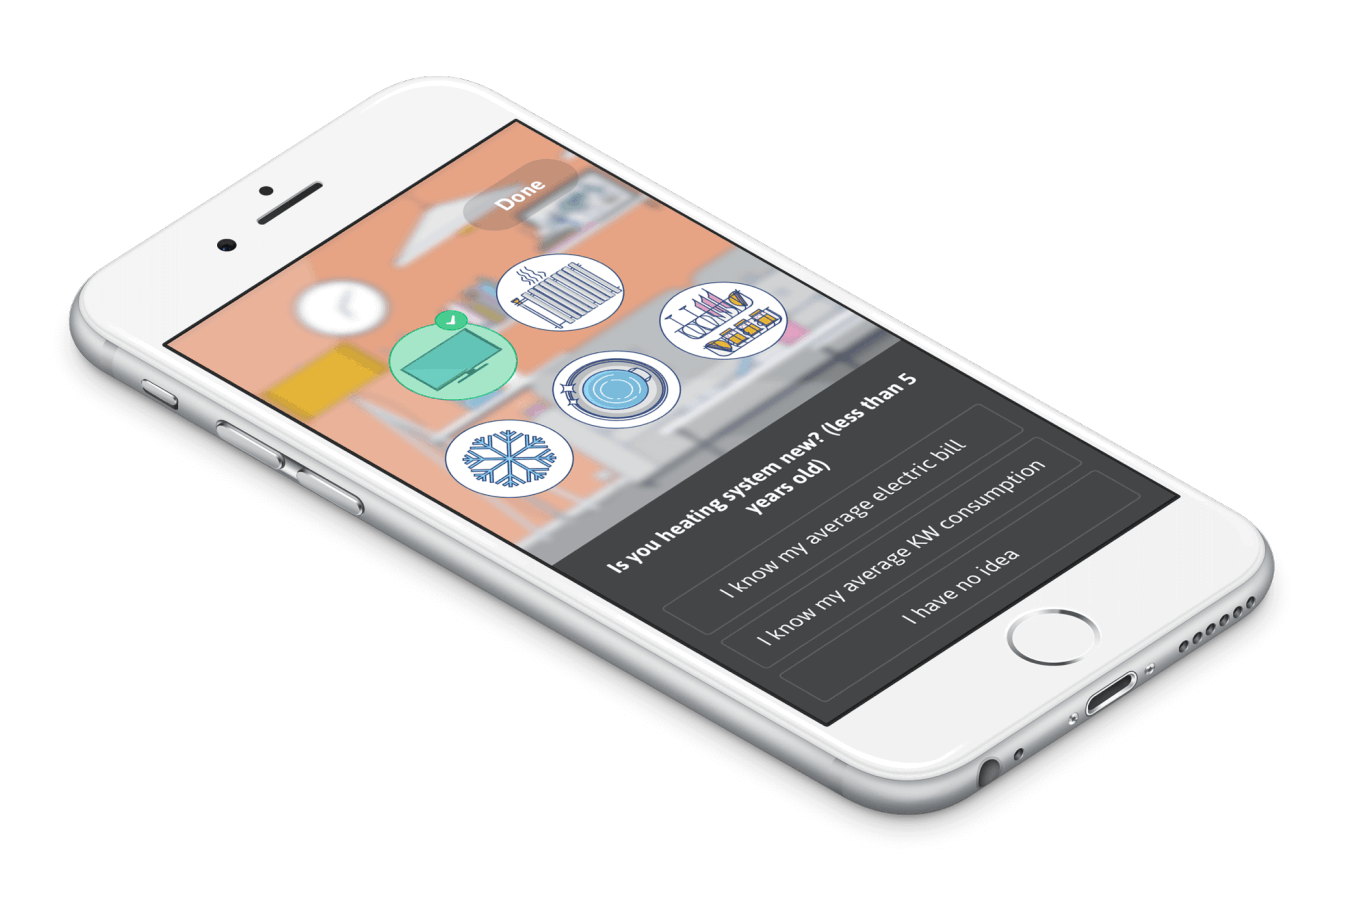 Done
Is you heating system new? (less than 5
years old)
I know my average electric bill
I know my average KW consumption
I have no idea